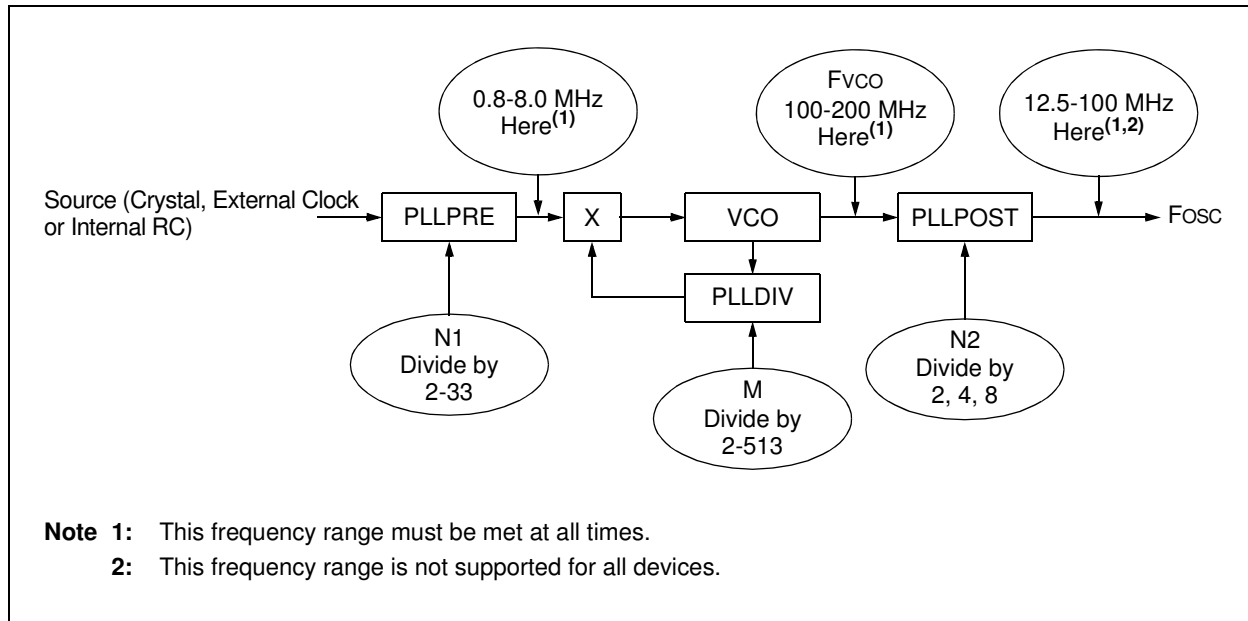 0.8-8.0 MHz
Here(1)
FVCO
100-200 MHz
Here(1)
12.5-100 MHz
Here(1,2)
Source (Crystal, External Clock
or Internal RC)
PLLPRE
X
VCO
PLLPOST
FOSC
PLLDIV
N1
Divide by
2-33
M
Divide by
2-513
N2
Divide by
2, 4, 8
Note 1: This frequency range must be met at all times.
2: This frequency range is not supported for all devices.